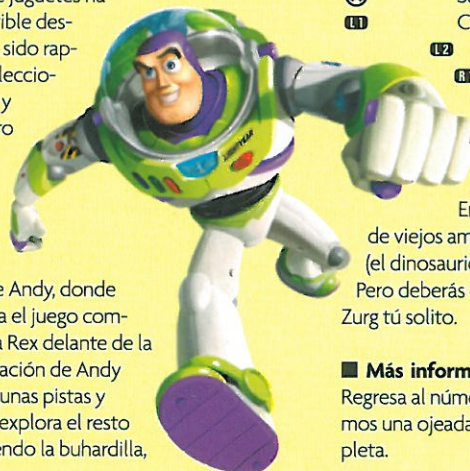 e juguetes ha
ible des-
sido rap-
leccio-
y
ro
e Andy, donde
a el juego com-
a Rex delante de la
ación de Andy
unas pistas y
explora el resto
endo la buhardilla,
L1
C
L2
R1
E
de viejos am
(el dinosaurio
Pero deberás
Zurg tú solito.
■ Más inform
Regresa al núme
mos una ojeada
pleta.